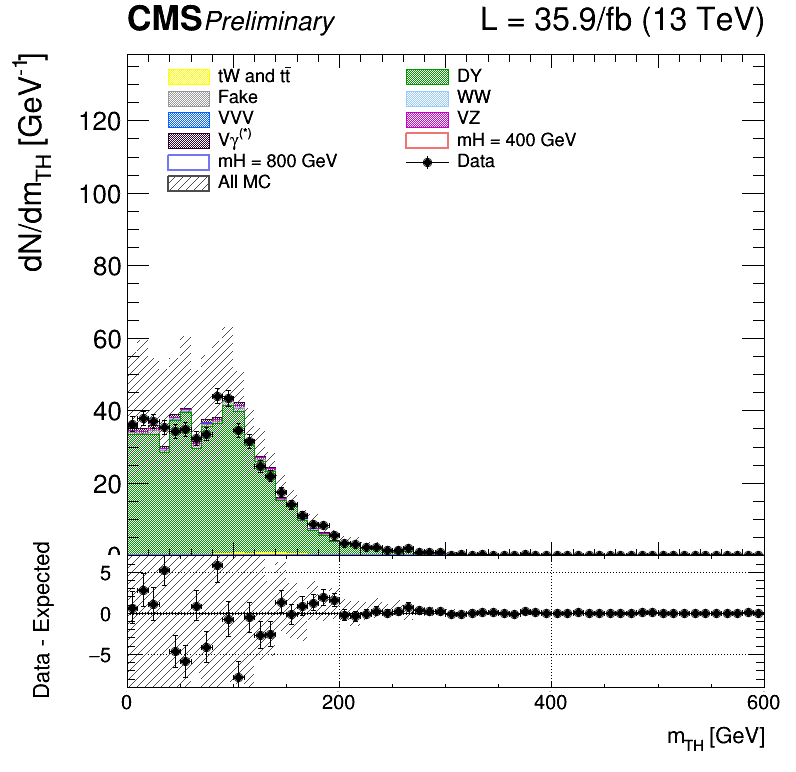 CMS Preliminary L = 35.9/fb (13 TeV)
dN/dm_TH [GeV^-1]
tW and tt̄
DY
Fake
WW
VVV
VZ
Vγ(*)
mH = 400 GeV
mH = 800 GeV
Data
All MC
120
100
80
60
40
20
0
Data - Expected
5
0
−5
0 200 400 600
m_TH [GeV]